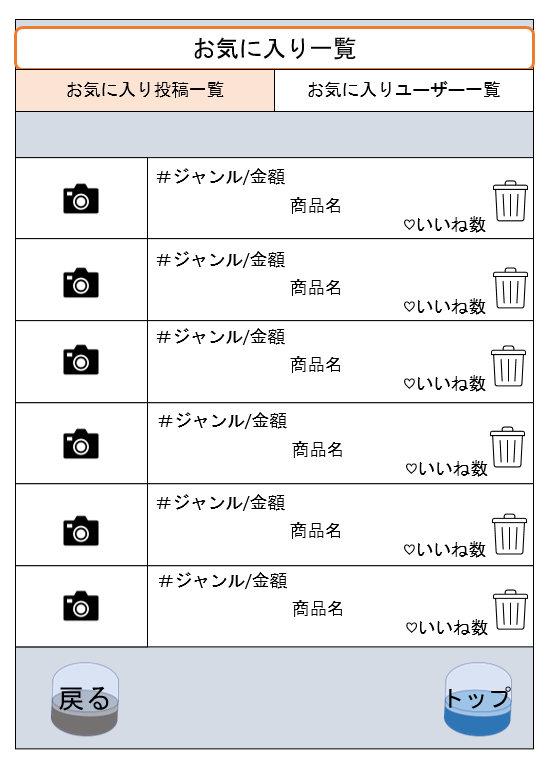 お気に入り一覧
お気に入り投稿一覧
お気に入りユーザー一覧
＃ジャンル/金額
商品名
♡いいね数
＃ジャンル/金額
商品名
♡いいね数
＃ジャンル/金額
商品名
♡いいね数
＃ジャンル/金額
商品名
♡いいね数
＃ジャンル/金額
商品名
♡いいね数
＃ジャンル/金額
商品名
♡いいね数
戻る
トップ